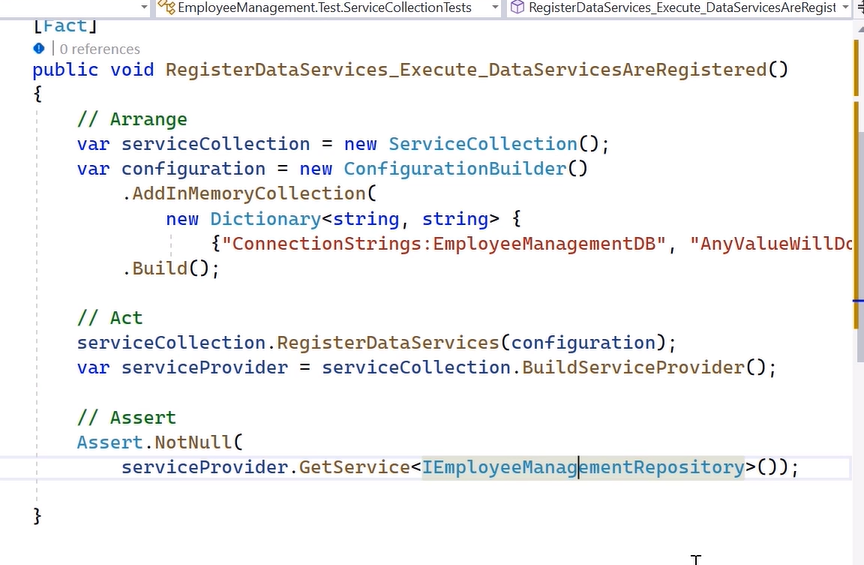 EmployeeManagement.Test.ServiceCollectionTests RegisterDataServices_Execute_DataServicesAreRegist
[Fact]
0 references
public void RegisterDataServices_Execute_DataServicesAreRegistered()
{
// Arrange
var serviceCollection = new ServiceCollection();
var configuration = new ConfigurationBuilder()
.AddInMemoryCollection(
new Dictionary<string, string> {
{"ConnectionStrings:EmployeeManagementDB", "AnyValueWillDo
.Build();
// Act
serviceCollection.RegisterDataServices(configuration);
var serviceProvider = serviceCollection.BuildServiceProvider();
// Assert
Assert.NotNull(
serviceProvider.GetService<IEmployeeManagementRepository>());
}